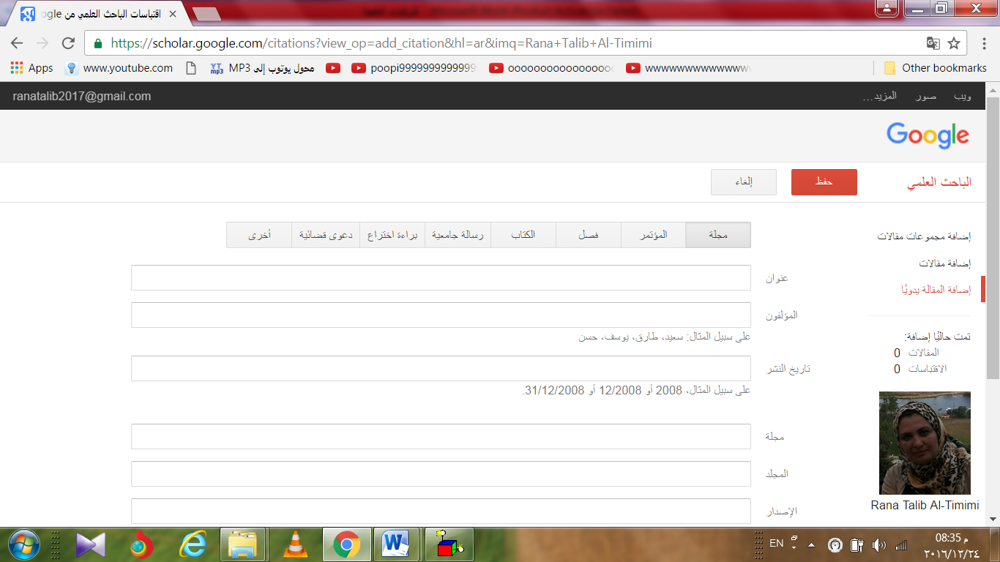 اقتباسات الباحث العلمي من ogle
https://scholar.google.com/citations?view_op=add_citation&hl=ar&imq=Rana+Talib+Al-Timimi
Apps www.youtube.com محول يوتوب إلى MP3 poopi9999999999999 Other bookmarks
ranatalib2017@gmail.com
ويب صور المزيد...
Google
الباحث العلمي حفظ إلغاء
مجلة المؤتمر فصل الكتاب رسالة جامعية براءة اختراع دعوى قضائية أخرى
إضافة مجموعات مقالات
إضافة مقالات
إضافة المقالة يدويًا
تمت حاليًا إضافة:
المقالات 0
الاقتباسات 0
Rana Talib Al-Timimi
عنوان
المؤلفون
على سبيل المثال: سعيد، طارق، يوسف، حسن
تاريخ النشر
على سبيل المثال، 2008 أو 12/2008 أو 31/12/2008.
مجلة
المجلد
الإصدار
EN
08:35 م
٢٠١٦/١٢/٢٤